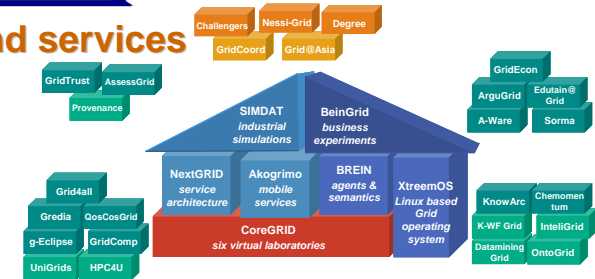 nd services
Challengers
Nessi-Grid
Degree
GridCoord
Grid@Asia
GridTrust
AssessGrid
Provenance
GridEcon
ArguGrid
Edutain@
Grid
A-Ware
Sorma
SIMDAT
industrial
simulations
BeinGrid
business
experiments
NextGRID
service
architecture
Akogrimo
mobile
services
BREIN
agents &
semantics
XtreemOS
Linux based
Grid
operating
system
CoreGRID
six virtual laboratories
Grid4all
Gredia
QosCosGrid
g-Eclipse
GridComp
UniGrids
HPC4U
KnowArc
Chemomen
tum
K-WF Grid
InteliGrid
Datamining
Grid
OntoGrid